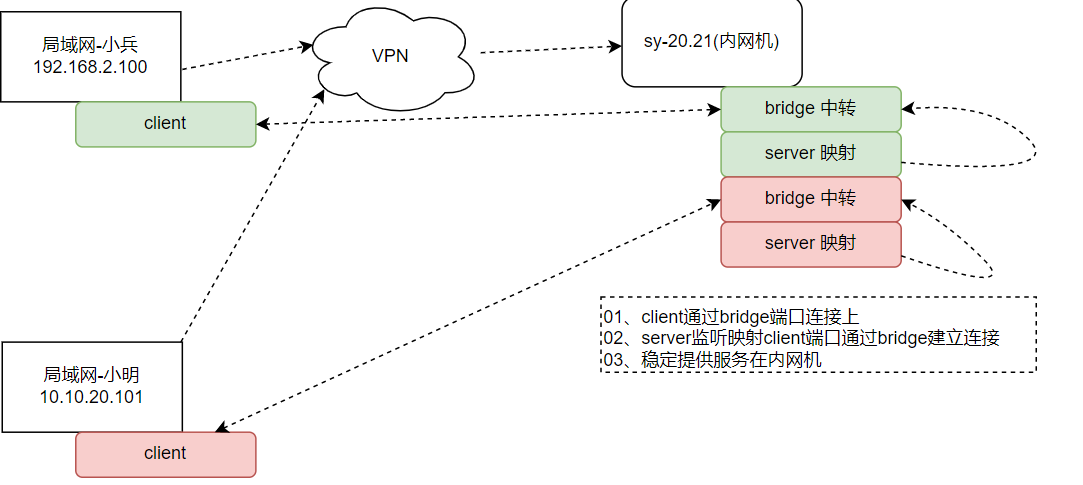 局域网-小兵
192.168.2.100
client
VPN
sy-20.21(内网机)
bridge 中转
server 映射
bridge 中转
server 映射
01、client通过bridge端口连接上
02、server监听映射client端口通过bridge建立连接
03、稳定提供服务在内网机
局域网-小明
10.10.20.101
client